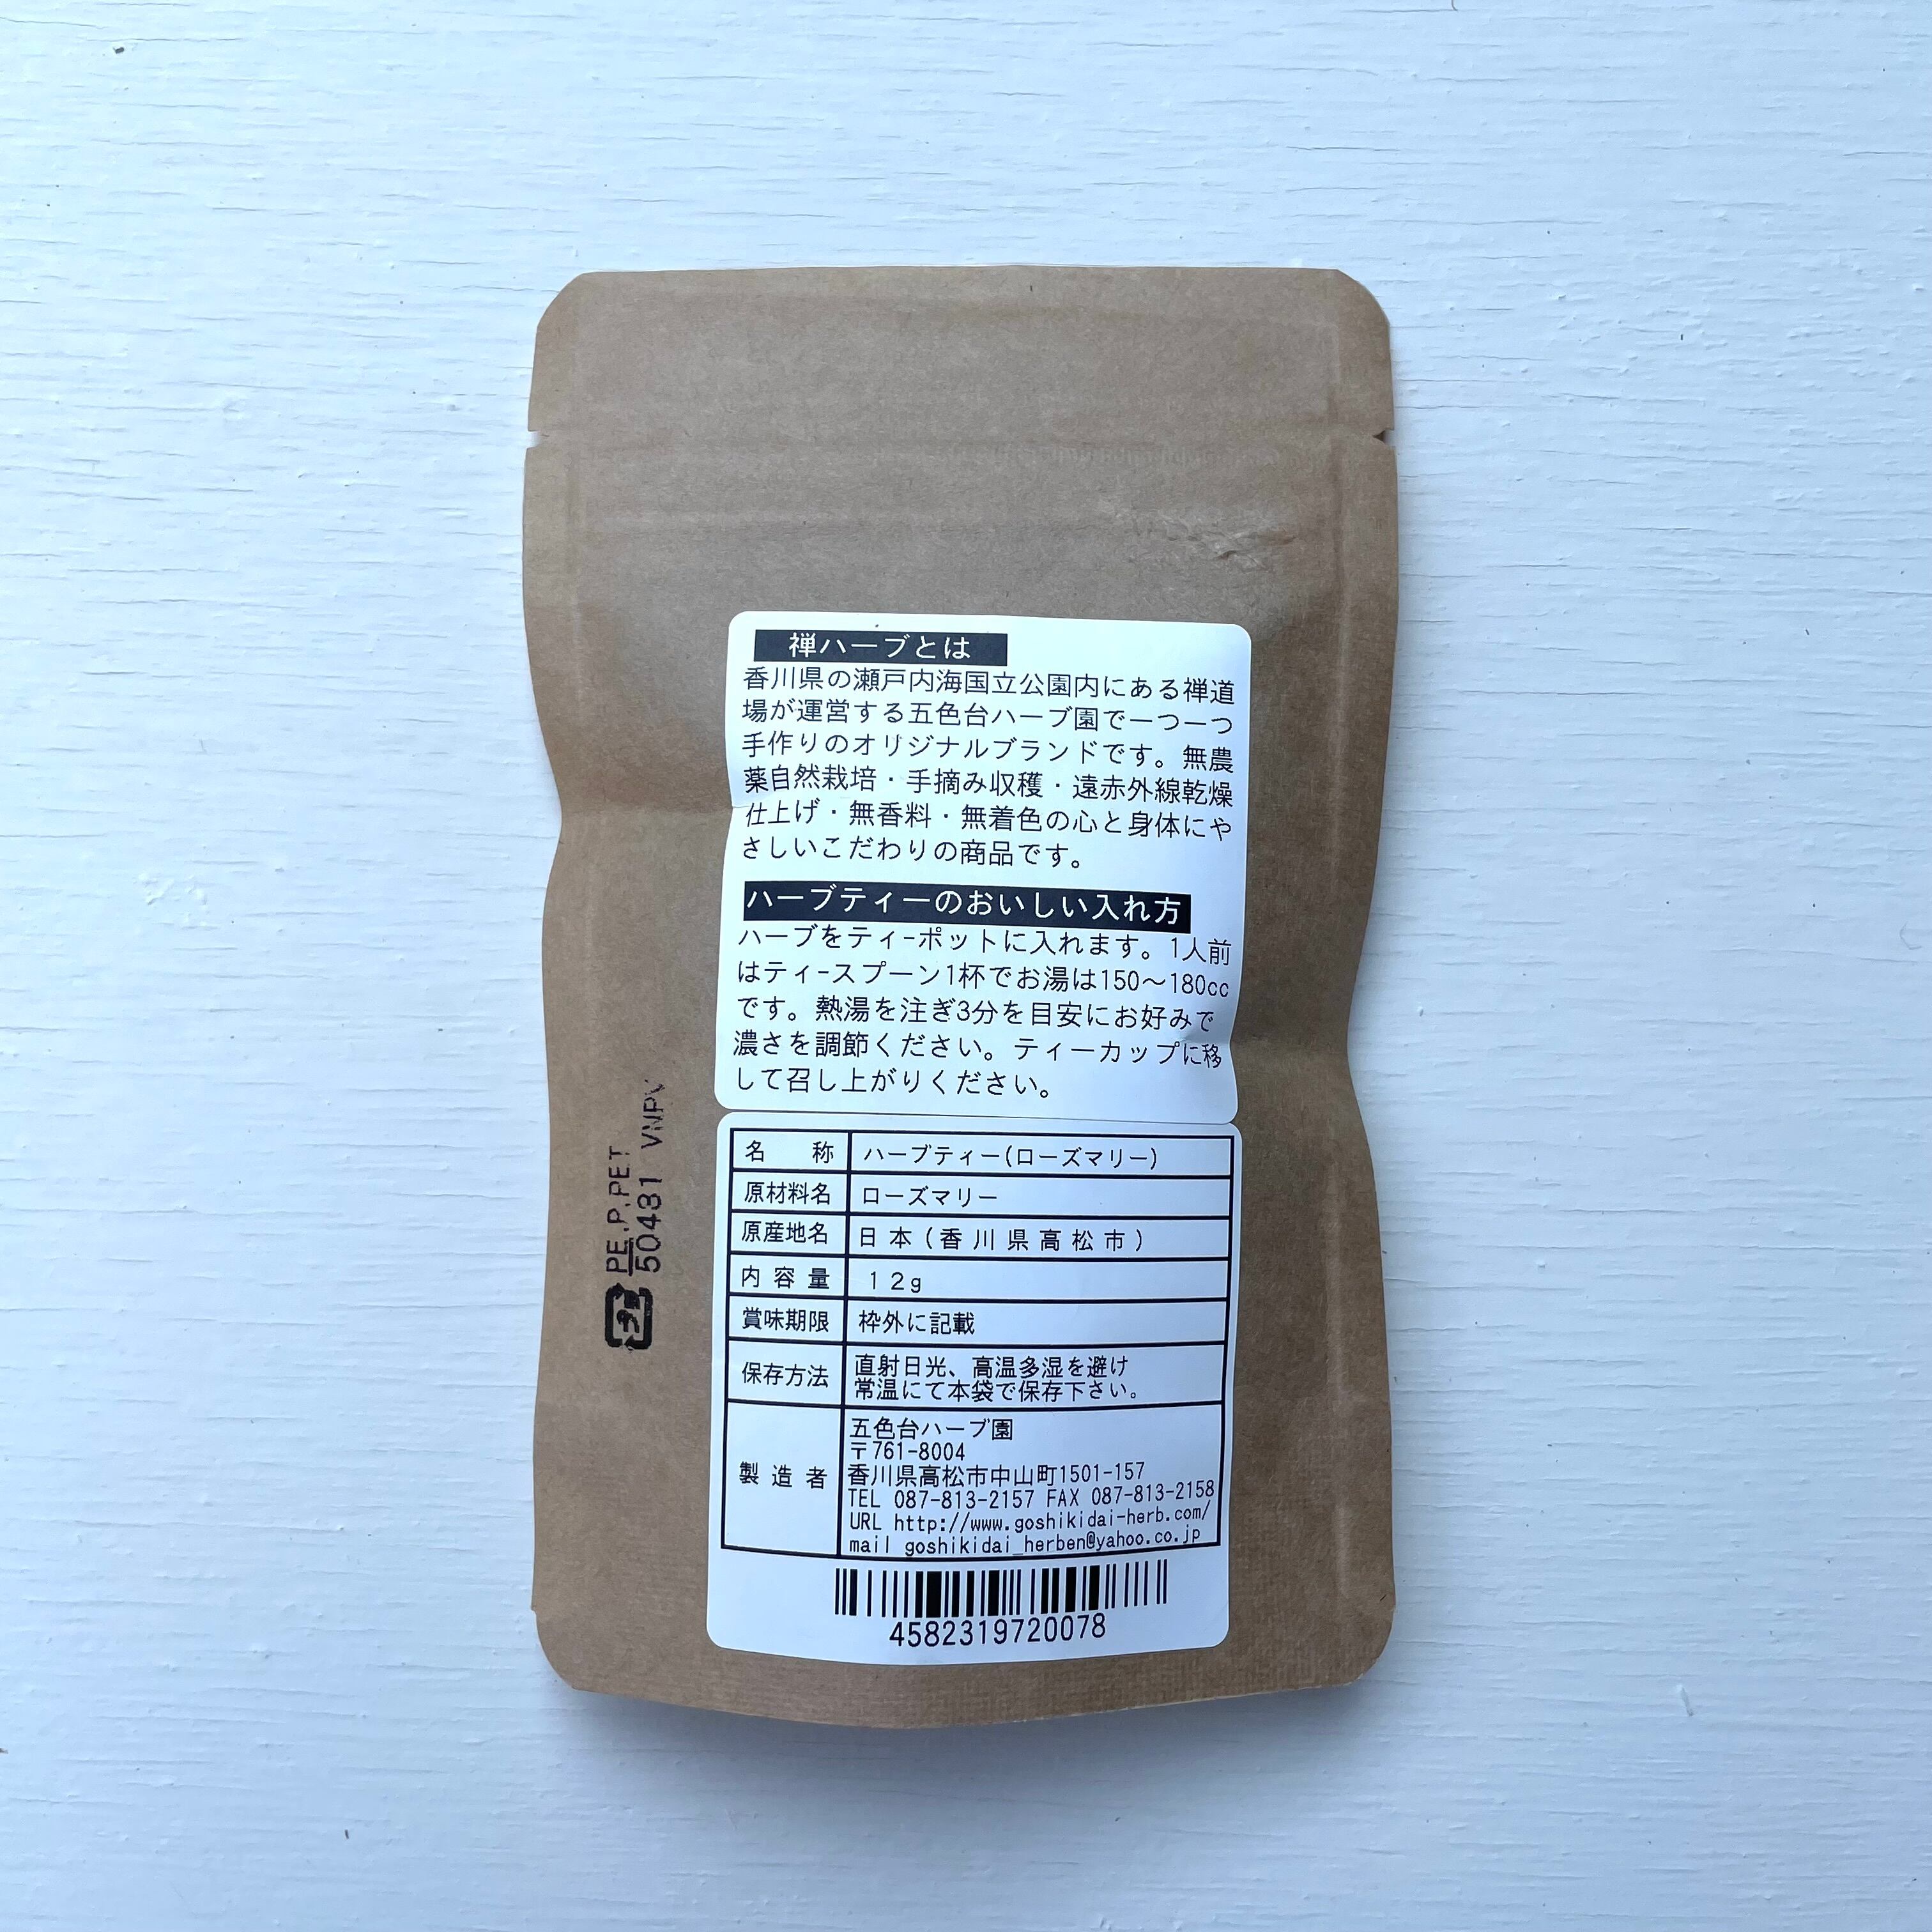 禅ハーブとは
香川県の瀬戸内海国立公園内にある禅道
場が運営する五色台ハーブ園で一つ一つ
手作りのオリジナルブランドです。無農
薬自然栽培・手摘み収穫・遠赤外線乾燥
仕上げ・無香料・無着色の心と身体にや
さしいこだわりの商品です。
ハーブティーのおいしい入れ方
ハーブをティ-ポットに入れます。1人前
はティ-スプーン1杯でお湯は150～180cc
です。熱湯を注ぎ3分を目安にお好みで
濃さを調節ください。ティーカップに移
して召し上がりください。
名 称 ハーブティー(ローズマリー)
原材料名 ローズマリー
原産地名 日本(香川県高松市)
内容量 12g
賞味期限 枠外に記載
保存方法 直射日光、高温多湿を避け
常温にて本袋で保存下さい。
製造者 五色台ハーブ園
〒761-8004
香川県高松市中山町1501-157
TEL 087-813-2157 FAX 087-813-2158
URL http://www.goshikidai-herb.com/
mail goshikidai_herben@yahoo.co.jp
4582319720078
プラ PE,P,PET
50481